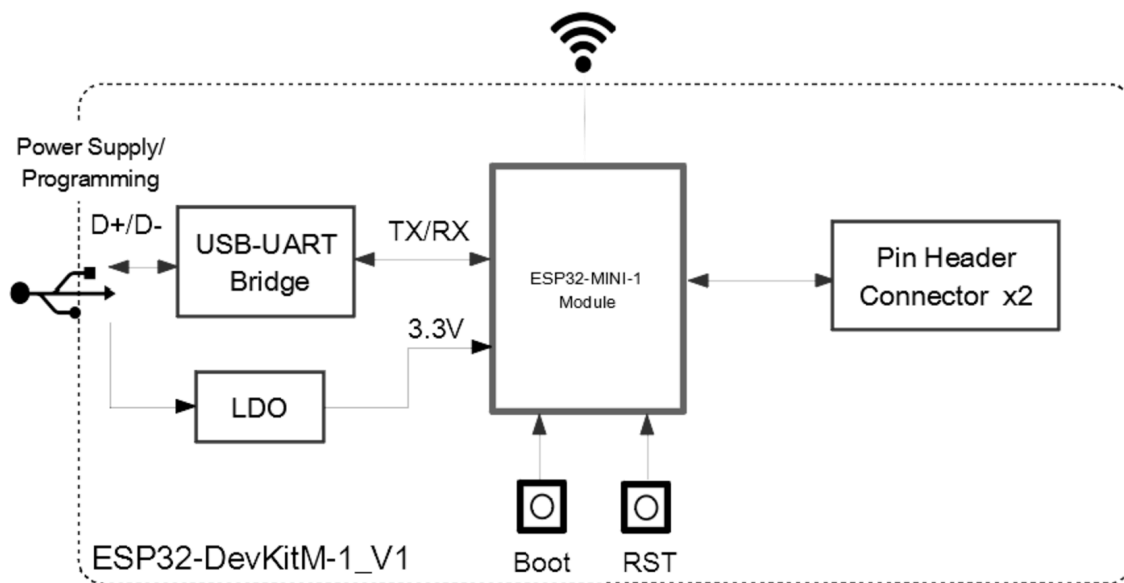 Power Supply/
Programming
D+/D-
USB-UART
Bridge
TX/RX
ESP32-MINI-1
Module
Pin Header
Connector x2
3.3V
LDO
Boot
RST
ESP32-DevKitM-1_V1